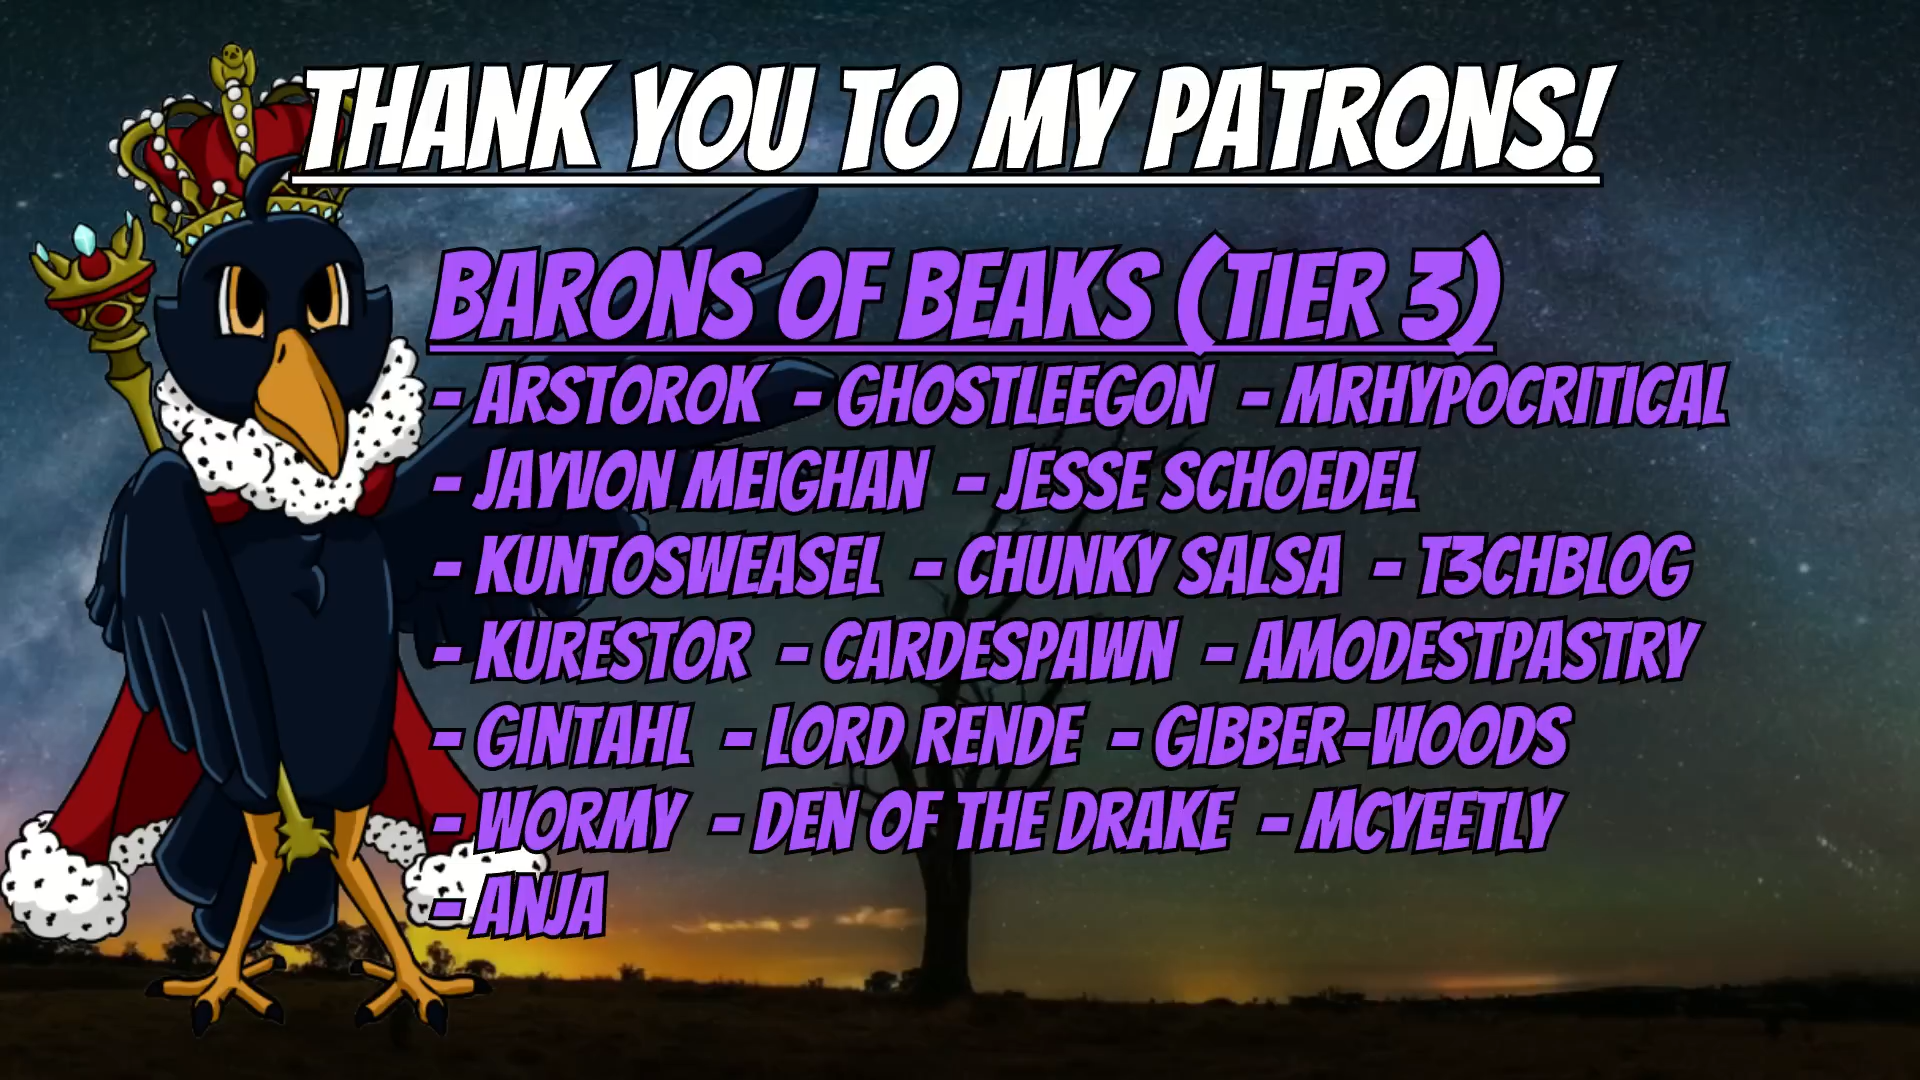 THANK YOU TO MY PATRONS!
BARONS OF BEAKS (TIER 3)
- ARSTOROK - GHOSTLEEGON - MRHYPOCRITICAL
- JAYVON MEIGHAN - JESSE SCHOEDEL
- KUNTOSWEASEL - CHUNKY SALSA - T3CHBLOG
- KURESTOR - CARDESPAWN - AMODESTPASTRY
- GINTAHL - LORD RENDE - GIBBER-WOODS
- WORMY - DEN OF THE DRAKE - MCYEETLY
- ANJA